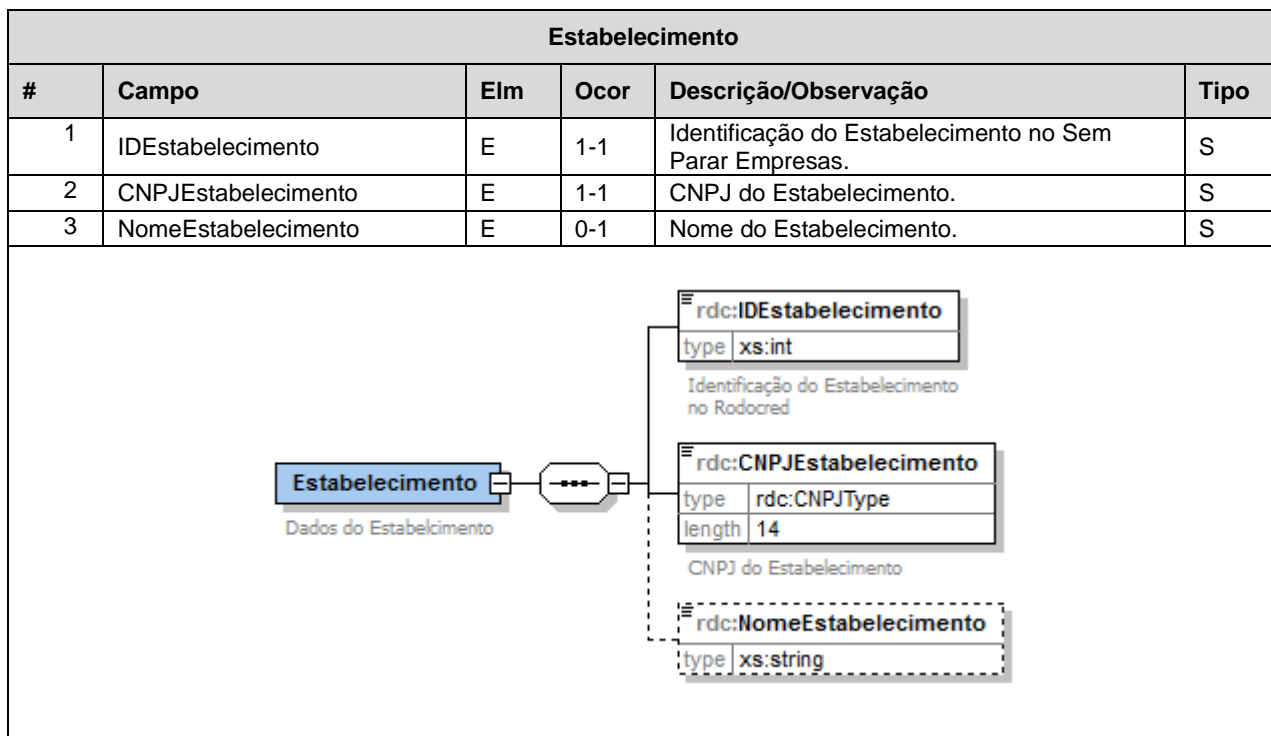 Estabelecimento
# Campo Elm Ocor Descrição/Observação Tipo
1 IDEstabelecimento E 1-1 Identificação do Estabelecimento no Sem
Parar Empresas. S
2 CNPJEstabelecimento E 1-1 CNPJ do Estabelecimento. S
3 NomeEstabelecimento E 0-1 Nome do Estabelecimento. S
rdc:IDEstabelecimento
type xs:int
Identificação do Estabelecimento
no Rodocred
Estabelecimento
Dados do Estabelcimento
rdc:CNPJEstabelecimento
type rdc:CNPJType
length 14
CNPJ do Estabelecimento
rdc:NomeEstabelecimento
type xs:string